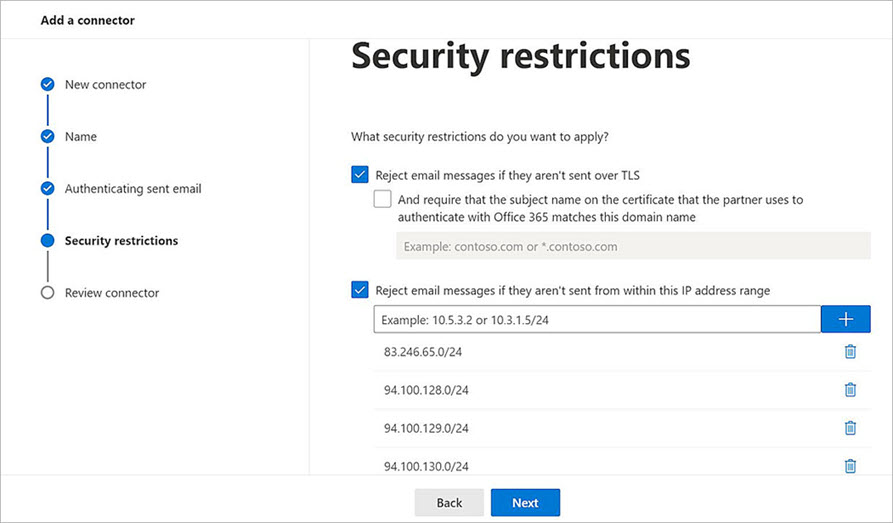 Add a connector
New connector
Name
Authenticating sent email
Security restrictions
Review connector
Security restrictions
What security restrictions do you want to apply?
Reject email messages if they aren't sent over TLS
And require that the subject name on the certificate that the partner uses to
authenticate with Office 365 matches this domain name
Example: contoso.com or *.contoso.com
Reject email messages if they aren't sent from within this IP address range
Example: 10.5.3.2 or 10.3.1.5/24
83.246.65.0/24
94.100.128.0/24
94.100.129.0/24
94.100.130.0/24
Back
Next